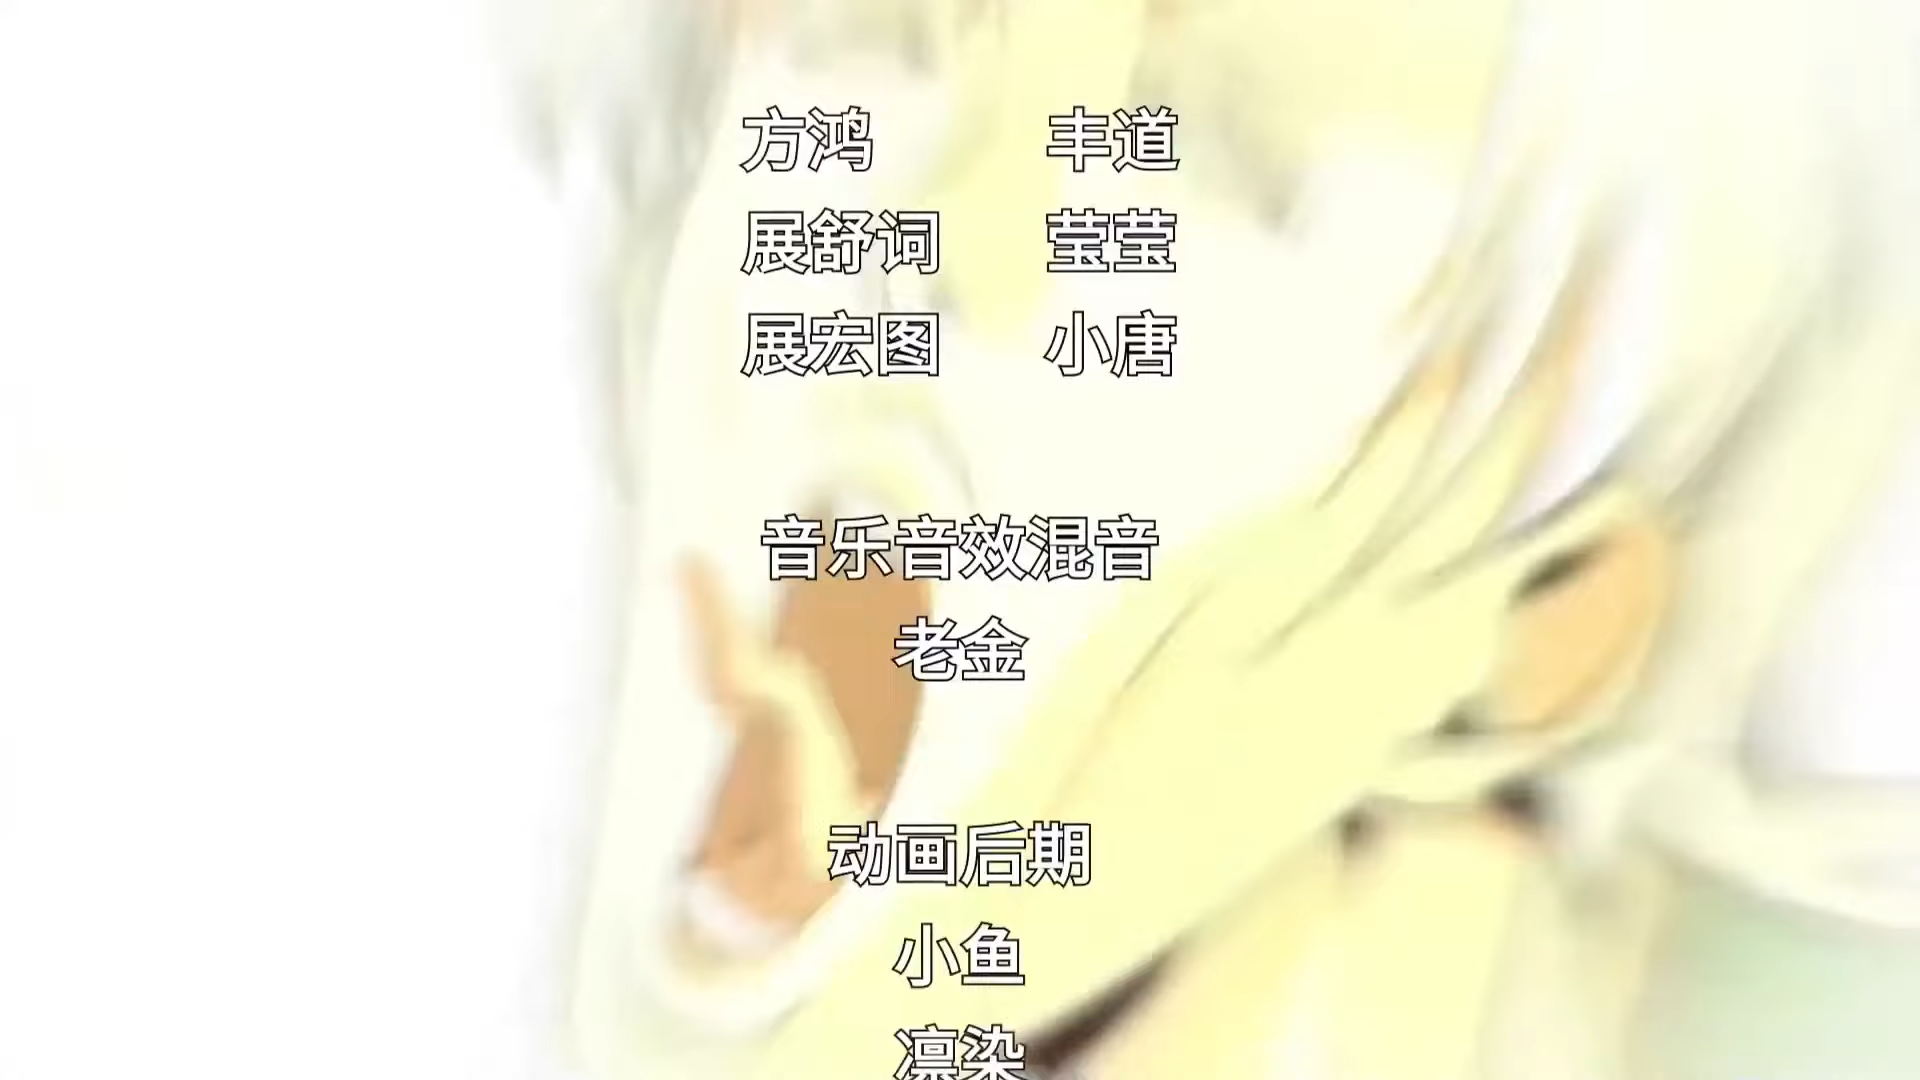 方鸿 丰道
展舒词 莹莹
展宏图 小唐
音乐音效混音
老金
动画后期
小鱼
凛染